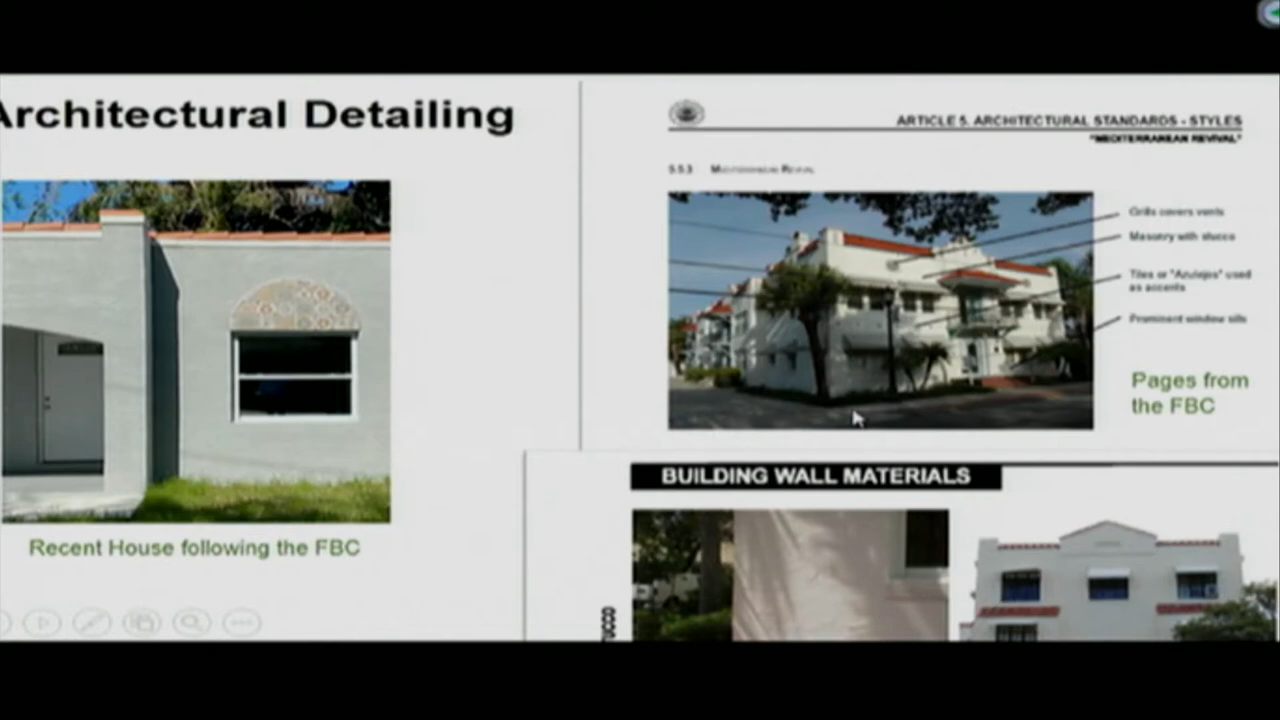 Architectural Detailing
Recent House following the FBC
ARTICLE 5. ARCHITECTURAL STANDARDS - STYLES
"MEDITERRANEAN REVIVAL"
5.5.3 MEDITERRANEAN REVIVAL
Grills covers vents
Masonry with stucco
Tiles or "Azulejos" used
as accents
Prominent window sills
Pages from
the FBC
BUILDING WALL MATERIALS